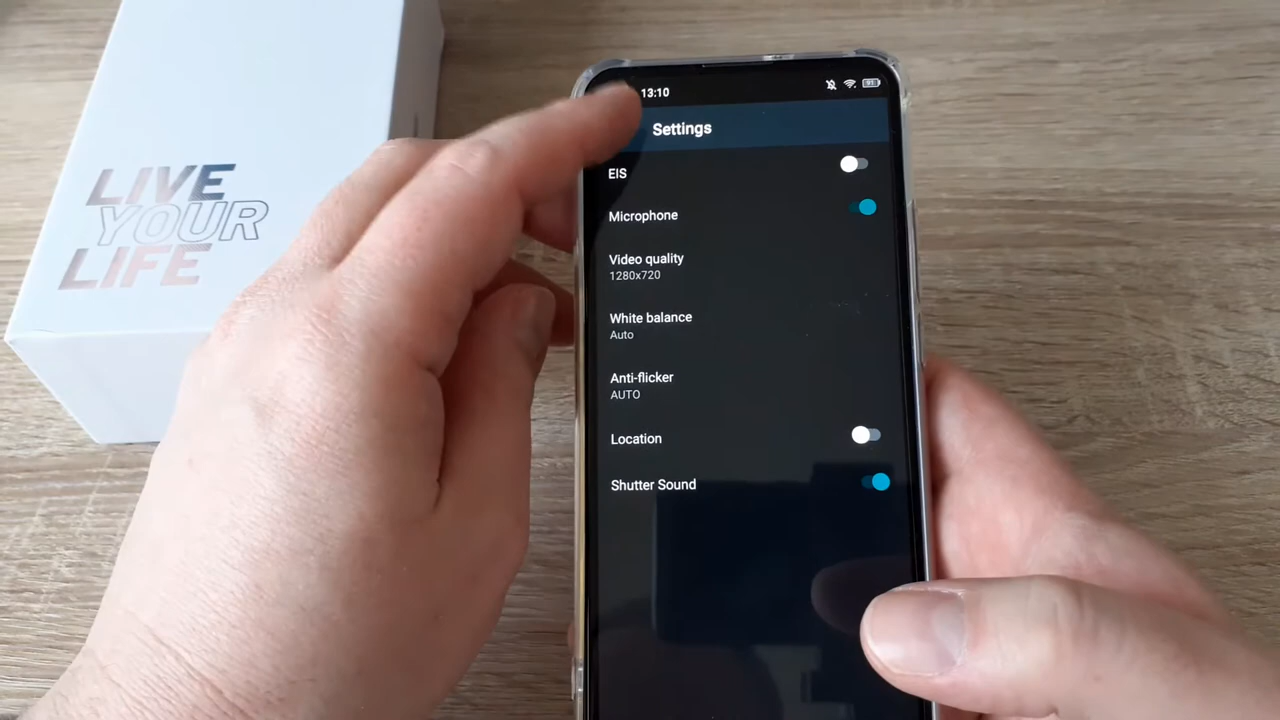 LIVE
YOUR
LIFE
13:10
91
Settings
EIS
Microphone
Video quality
1280x720
White balance
Auto
Anti-flicker
AUTO
Location
Shutter Sound